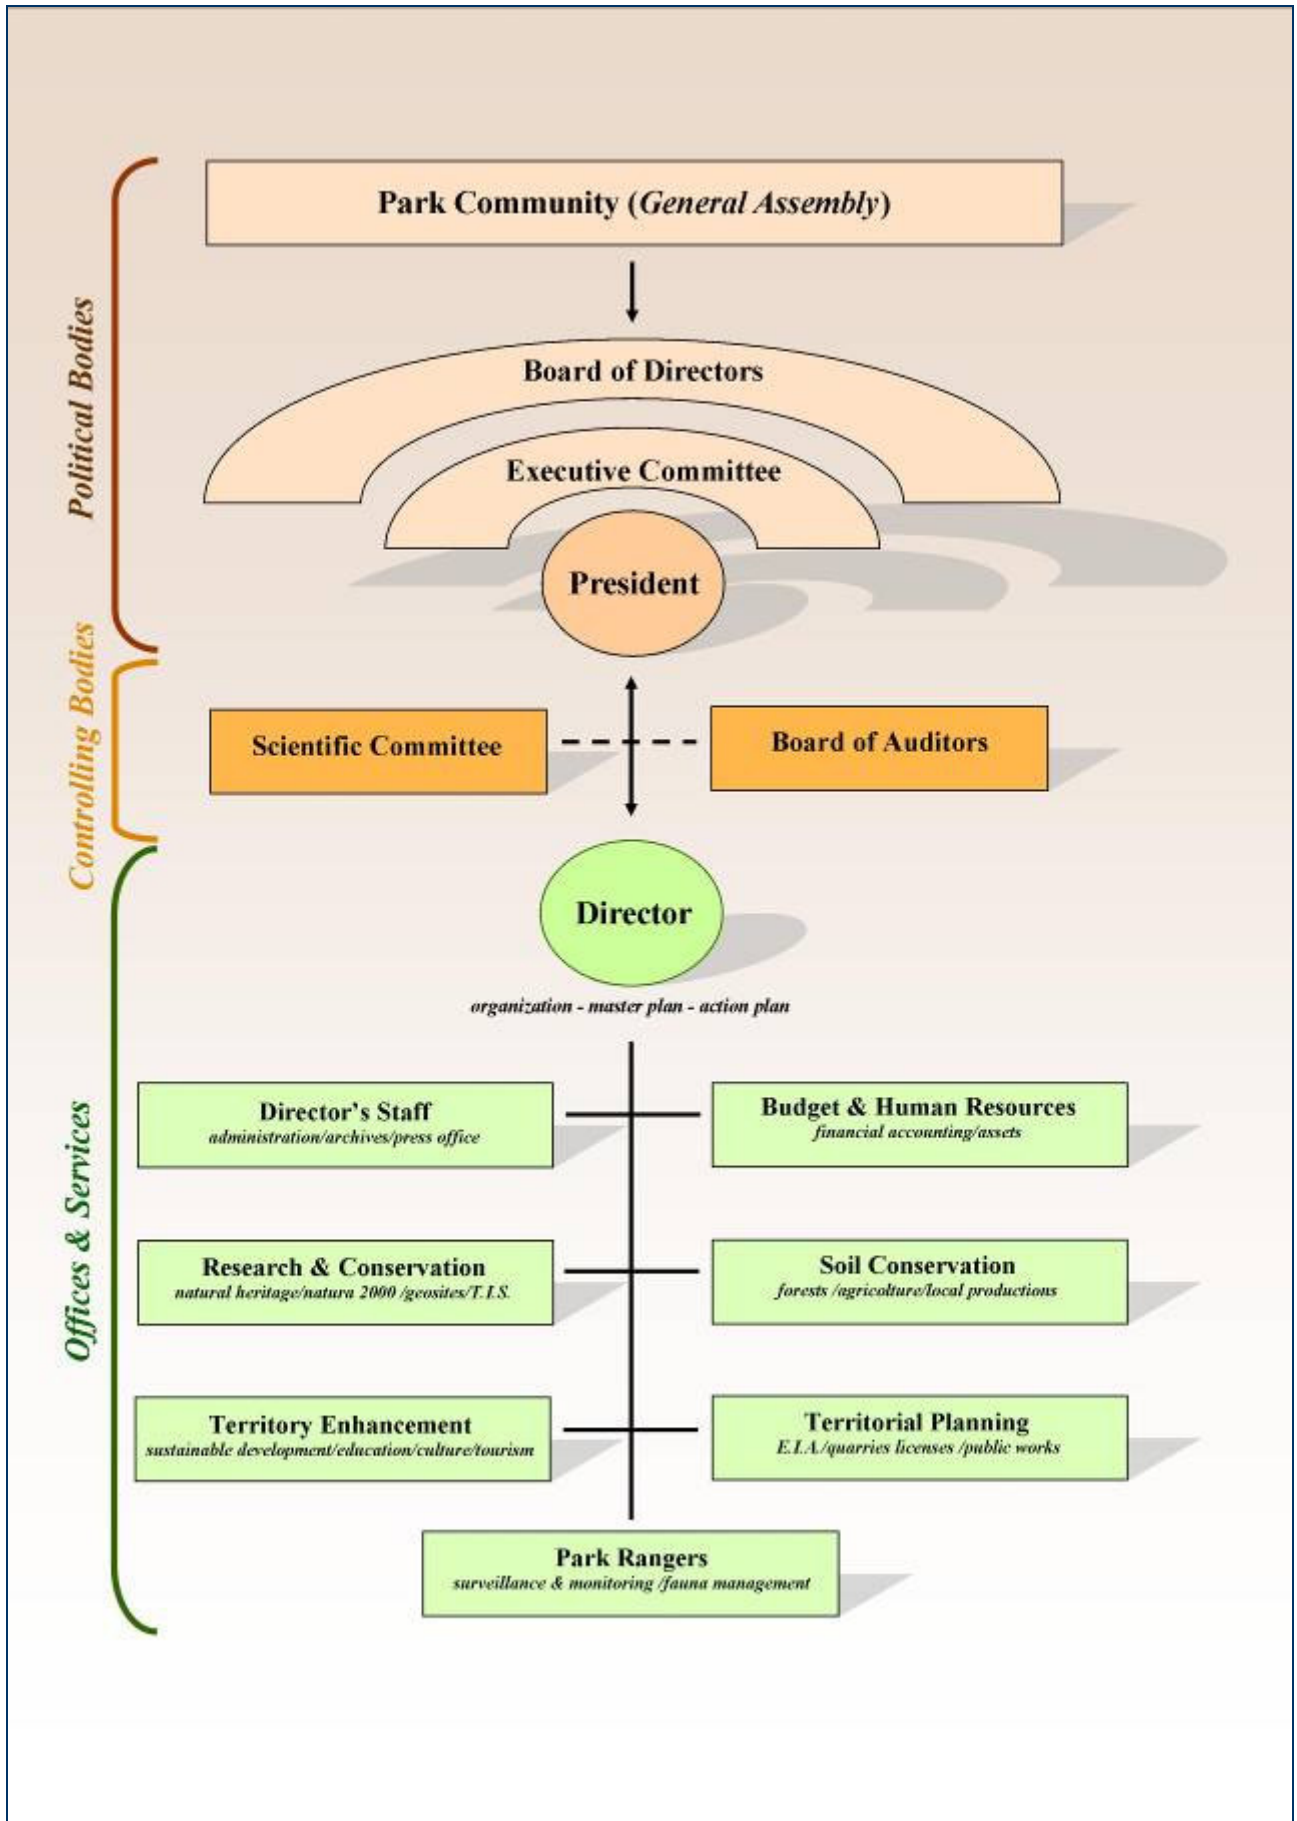 Park Community (General Assembly)
Political Bodies
Board of Directors
Executive Committee
President
Controlling Bodies
Scientific Committee
Board of Auditors
Director
organization - master plan - action plan
Offices & Services
Director's Staff
administration/archives/press office
Budget & Human Resources
financial accounting/assets
Research & Conservation
natural heritage/natura 2000 /geosites/T.I.S.
Soil Conservation
forests /agricolture/local productions
Territory Enhancement
sustainable development/education/culture/tourism
Territorial Planning
E.I.A./quarries licenses /public works
Park Rangers
surveillance & monitoring /fauna management